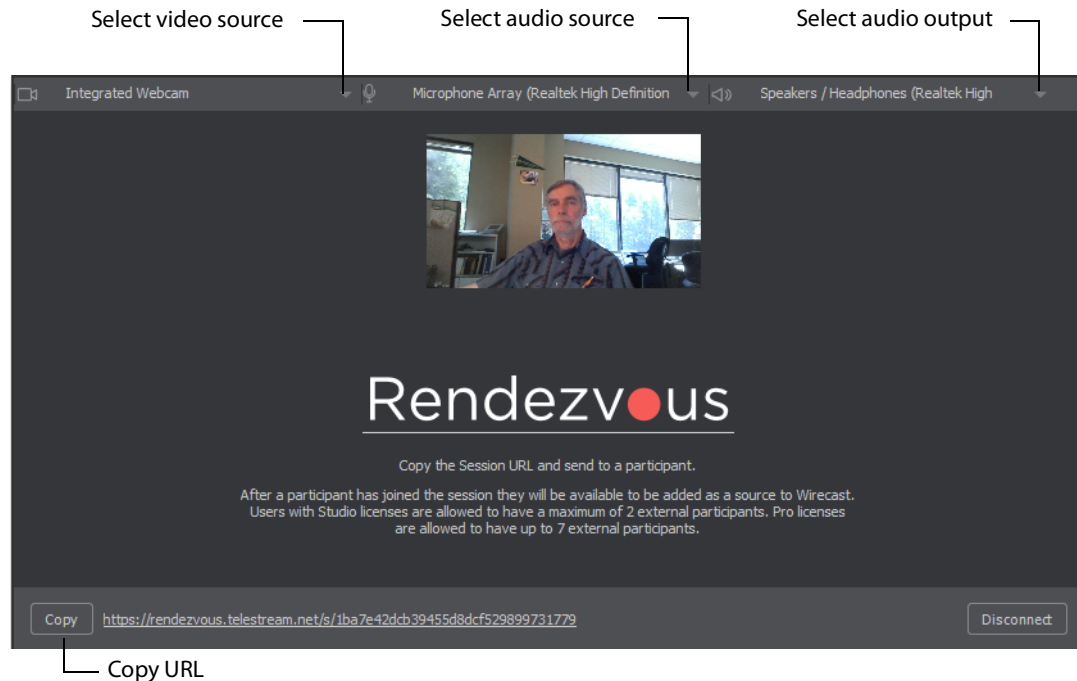 Select video source
Select audio source
Select audio output
Integrated Webcam
Microphone Array (Realtek High Definition
Speakers / Headphones (Realtek High
Rendezvous
Copy the Session URL and send to a participant.
After a participant has joined the session they will be available to be added as a source to Wirecast.
Users with Studio licenses are allowed to have a maximum of 2 external participants. Pro licenses
are allowed to have up to 7 external participants.
Copy
https://rendezvous.telestream.net/s/1ba7e42dcb39455d8dcf529899731779
Disconnect
Copy URL